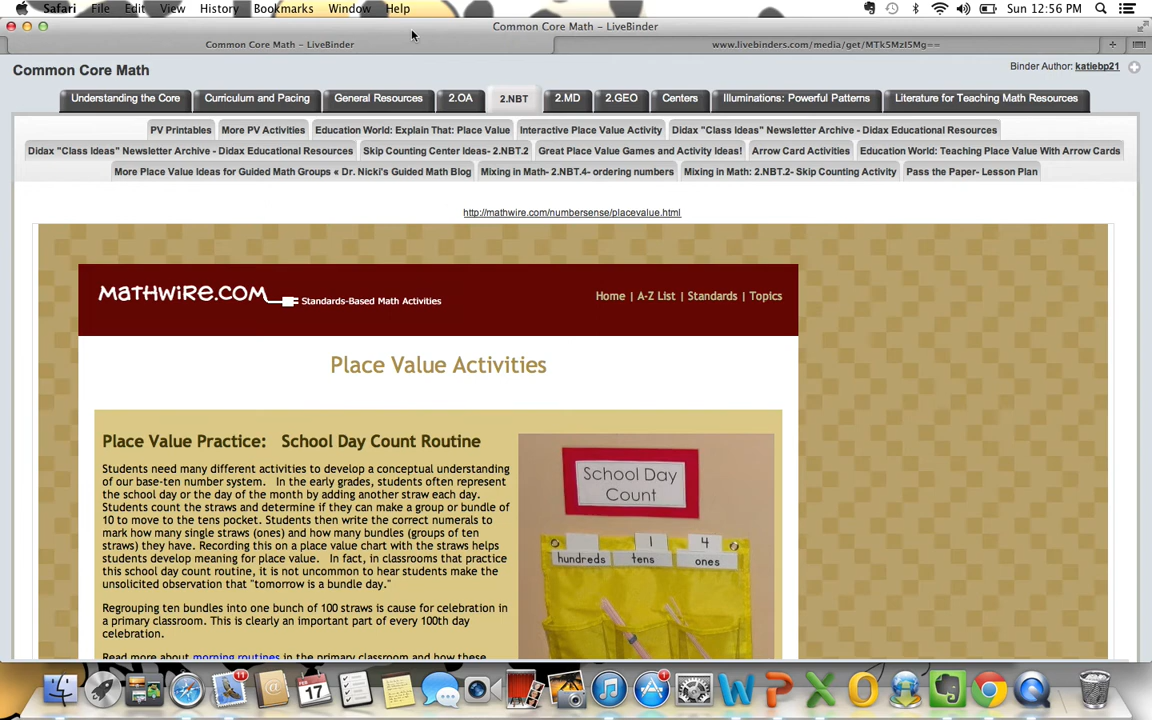 Safari File Edit View History Bookmarks Window Help Sun 12:56 AM
Common Core Math – LiveBinder
Common Core Math – LiveBinder www.livebinders.com/media/get/MTk5MzI5Mg==
Common Core Math Binder Author: katiebp21
Understanding the Core Curriculum and Pacing General Resources 2.OA 2.NBT 2.MD 2.GEO Centers Illuminations: Powerful Patterns Literature for Teaching Math Resources
PV Printables More PV Activities Education World: Explain That: Place Value Interactive Place Value Activity Didax "Class Ideas" Newsletter Archive - Didax Educational Resources
Didax "Class Ideas" Newsletter Archive - Didax Educational Resources Skip Counting Center Ideas- 2.NBT.2 Great Place Value Games and Activity Ideas! Arrow Card Activities Education World: Teaching Place Value With Arrow Cards
More Place Value Ideas for Guided Math Groups « Dr. Nicki's Guided Math Blog Mixing in Math- 2.NBT.4- ordering numbers Mixing in Math: 2.NBT.2- Skip Counting Activity Pass the Paper- Lesson Plan
http://mathwire.com/numbersense/placevalue.html
MATHWIRE.COM Standards-Based Math Activities Home | A-Z List | Standards | Topics
Place Value Activities
Place Value Practice: School Day Count Routine
Students need many different activities to develop a conceptual understanding
of our base-ten number system. In the early grades, students often represent
the school day or the day of the month by adding another straw each day.
Students count the straws and determine if they can make a group or bundle of
10 to move to the tens pocket. Students then write the correct numerals to
mark how many single straws (ones) and how many bundles (groups of ten
straws) they have. Recording this on a place value chart with the straws helps
students develop meaning for place value. In fact, in classrooms that practice
this school day count routine, it is not uncommon to hear students make the
unsolicited observation that "tomorrow is a bundle day."
Regrouping ten bundles into one bunch of 100 straws is cause for celebration in
a primary classroom. This is clearly an important part of every 100th day
celebration.
Read more about morning routines in the primary classroom and how these
School Day
Count
1 4
hundreds tens ones
11
FEB
17